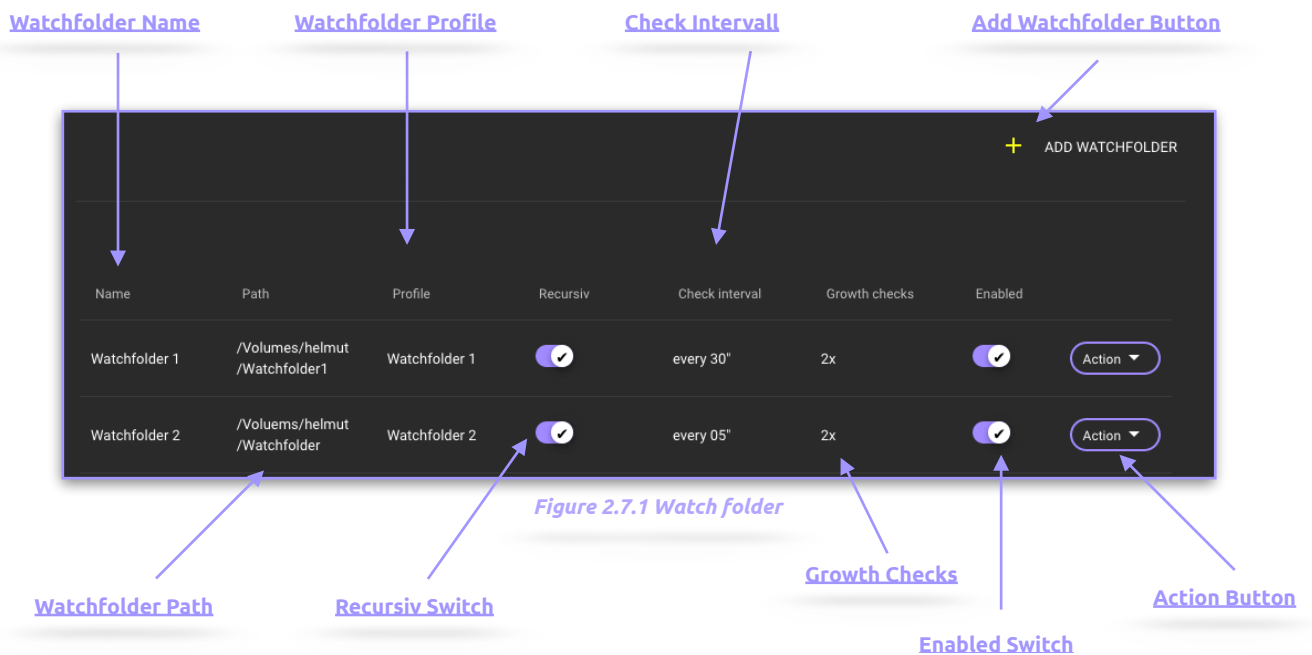 Watchfolder Name
Watchfolder Profile
Check Intervall
Add Watchfolder Button
+ ADD WATCHFOLDER
Name Path Profile Recursiv Check interval Growth checks Enabled
Watchfolder 1
/Volumes/helmut
/Watchfolder1
Watchfolder 1
every 30"
2x
Action
Watchfolder 2
/Voluems/helmut
/Watchfolder
Watchfolder 2
every 05"
2x
Action
Figure 2.7.1 Watch folder
Watchfolder Path
Recursiv Switch
Growth Checks
Enabled Switch
Action Button